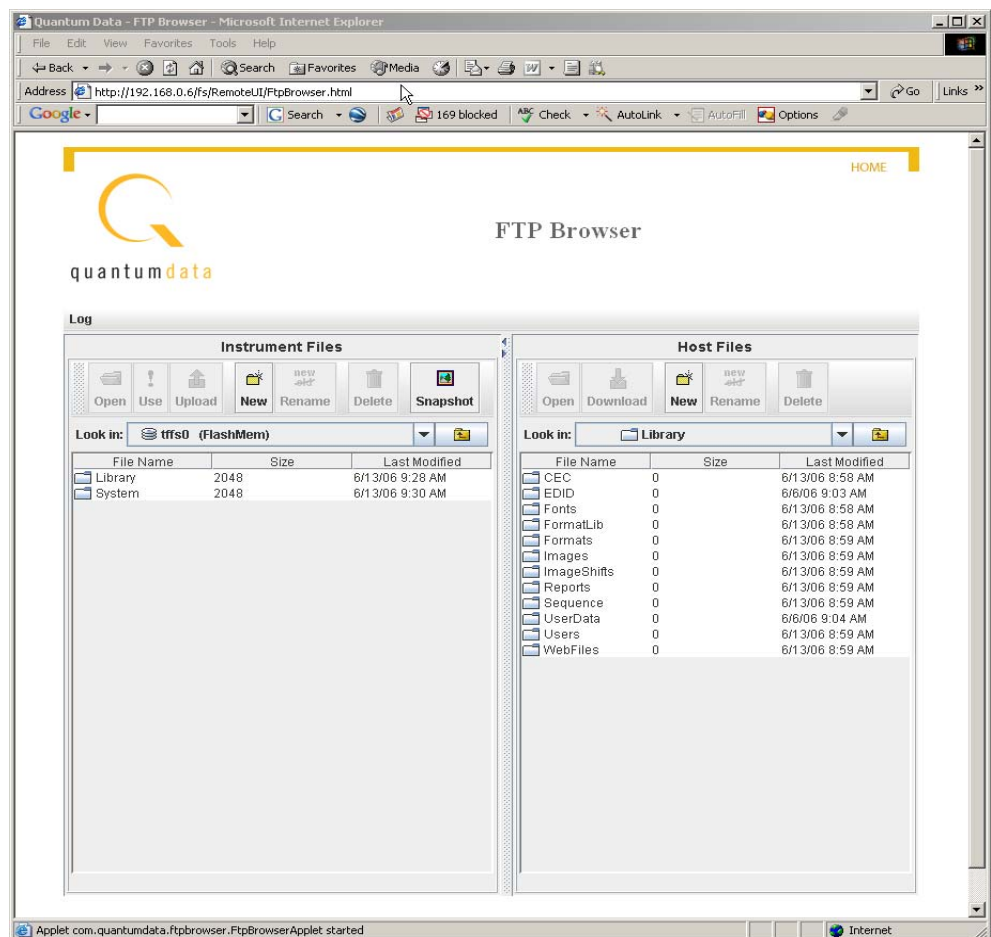 Quantum Data - FTP Browser - Microsoft Internet Explorer
File Edit View Favorites Tools Help
Back Search Favorites Media
Address http://192.168.0.6/fs/RemoteUI/FtpBrowser.html Go Links »
Google Search 169 blocked ABC Check AutoLink AutoFill Options
HOME
FTP Browser
quantumdata
Log
Instrument Files
Open Use Upload New new old Rename Delete Snapshot
Look in: tffs0 (FlashMem)
File Name Size Last Modified
Library 2048 6/13/06 9:28 AM
System 2048 6/13/06 9:30 AM
Host Files
Open Download New new old Rename Delete
Look in: Library
File Name Size Last Modified
CEC 0 6/13/06 8:58 AM
EDID 0 6/6/06 9:03 AM
Fonts 0 6/13/06 8:58 AM
FormatLib 0 6/13/06 8:58 AM
Formats 0 6/13/06 8:59 AM
Images 0 6/13/06 8:59 AM
ImageShifts 0 6/13/06 8:59 AM
Reports 0 6/13/06 8:59 AM
Sequence 0 6/13/06 8:59 AM
UserData 0 6/6/06 9:04 AM
Users 0 6/13/06 8:59 AM
WebFiles 0 6/13/06 8:59 AM
Applet com.quantumdata.ftpbrowser.FtpBrowserApplet started Internet